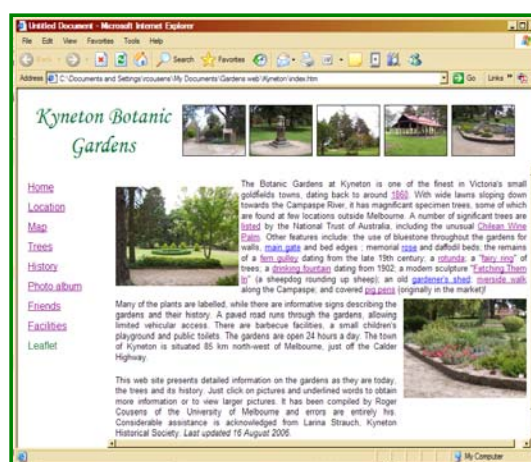 Untitled Document - Microsoft Internet Explorer
File Edit View Favorites Tools Help
Back Search Favorites
Address C:\Documents and Settings\rcousens\My Documents\Gardens web\Kyneton\index.htm Go Links »
Kyneton Botanic
Gardens
Home
Location
Map
Trees
History
Photo album
Friends
Facilities
Leaflet
The Botanic Gardens at Kyneton is one of the finest in Victoria's small
goldfields towns, dating back to around 1860. With wide lawns sloping down
towards the Campaspe River, it has magnificent specimen trees, some of which
are found at few locations outside Melbourne. A number of significant trees are
listed by the National Trust of Australia, including the unusual Chilean Wine
Palm. Other features include: the use of bluestone throughout the gardens for
walls, main gate and bed edges ; memorial rose and daffodil beds; the remains
of a fern gulley dating from the late 19th century; a rotunda; a "fairy ring" of
trees; a drinking fountain dating from 1902; a modern sculpture "Fetching Them
In" (a sheepdog rounding up sheep); an old gardener's shed; riverside walk
along the Campaspe, and covered pig pens (originally in the market)!
Many of the plants are labelled, while there are informative signs describing the
gardens and their history. A paved road runs through the gardens, allowing
limited vehicular access. There are barbecue facilities, a small children's
playground and public toilets. The gardens are open 24 hours a day. The town
of Kyneton is situated 85 km north-west of Melbourne, just off the Calder
Highway.
This web site presents detailed information on the gardens as they are today,
the trees and its history. Just click on pictures and underlined words to obtain
more information or to view larger pictures. It has been compiled by Roger
Cousens of the University of Melbourne and errors are entirely his.
Considerable assistance is acknowledged from Larina Strauch, Kyneton
Historical Society. Last updated 15 August 2006.
My Computer